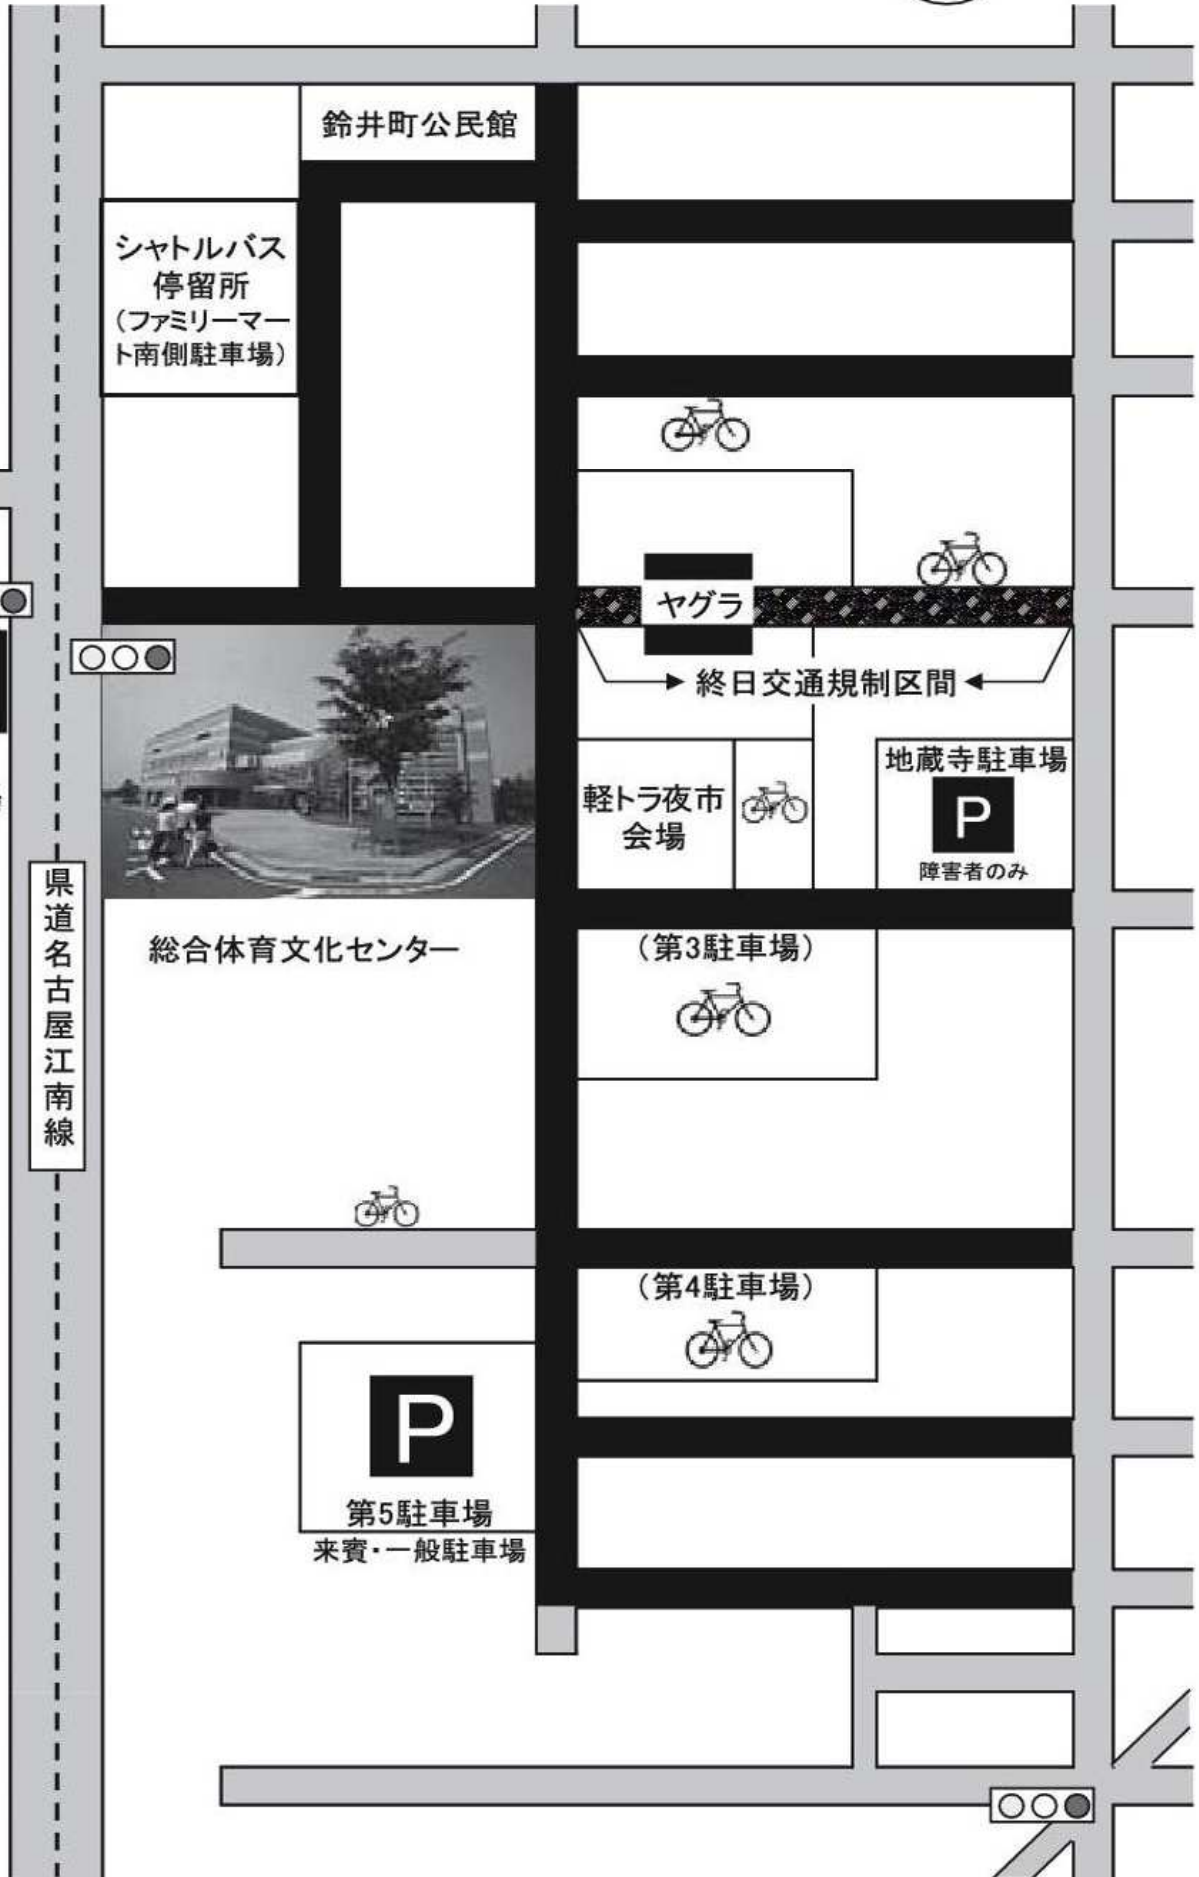 鈴井町公民館
シャトルバス
停留所
（ファミリーマー
ト南側駐車場）
ヤグラ
終日交通規制区間
軽トラ夜市
会場
地蔵寺駐車場
P
障害者のみ
県道名古屋江南線
総合体育文化センター
（第3駐車場）
（第4駐車場）
P
第5駐車場
来賓・一般駐車場